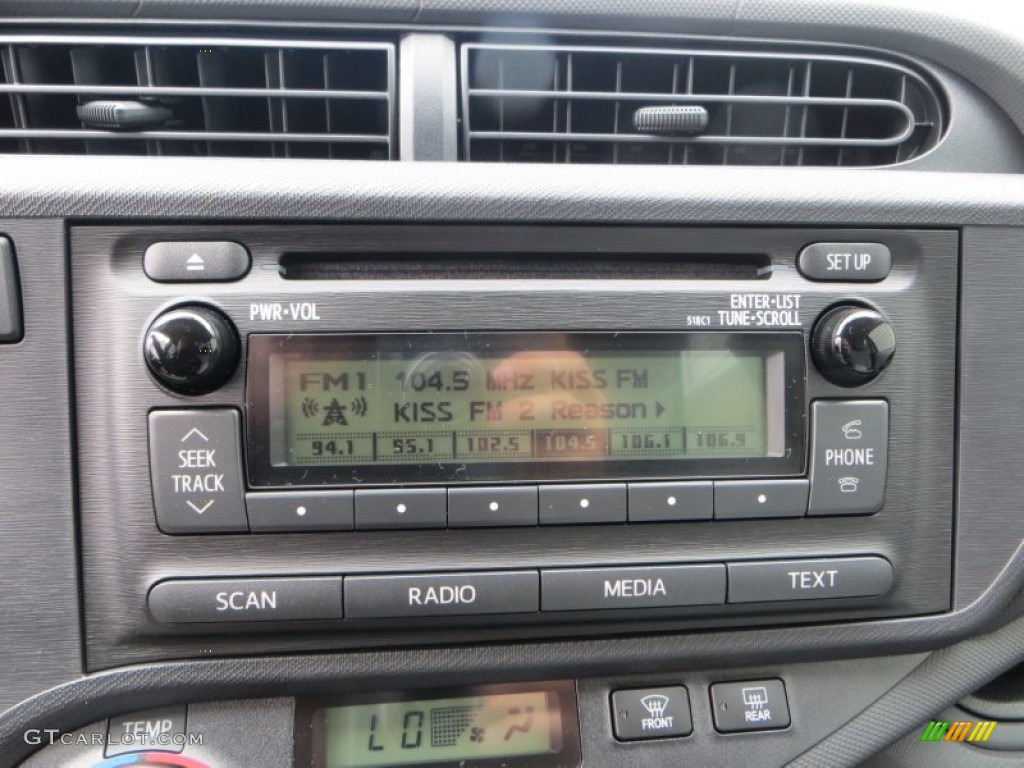 SET UP
PWR•VOL
ENTER•LIST
518C1 TUNE•SCROLL
FM1 104.5 MHz KISS FM
KISS FM 2 Reason
94.1 95.1 102.5 104.5 106.1 106.9
SEEK
TRACK
PHONE
SCAN RADIO MEDIA TEXT
TEMP
LO
FRONT
REAR
GTCarLot.com